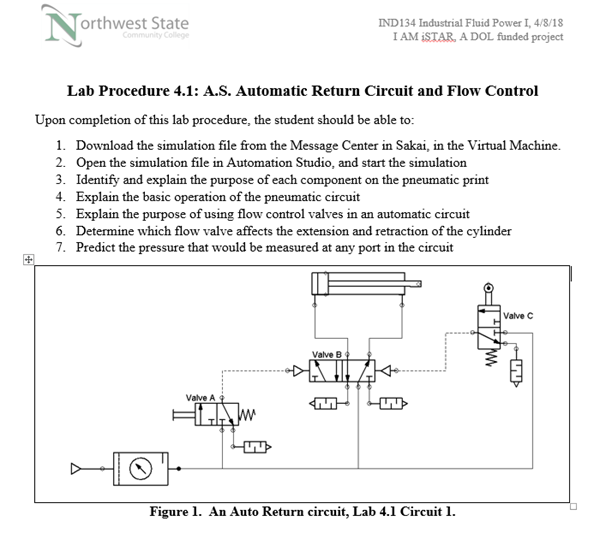 Northwest State
Community College
IND134 Industrial Fluid Power I, 4/8/18
I AM iSTAR, A DOL funded project
Lab Procedure 4.1: A.S. Automatic Return Circuit and Flow Control
Upon completion of this lab procedure, the student should be able to:
1. Download the simulation file from the Message Center in Sakai, in the Virtual Machine.
2. Open the simulation file in Automation Studio, and start the simulation
3. Identify and explain the purpose of each component on the pneumatic print
4. Explain the basic operation of the pneumatic circuit
5. Explain the purpose of using flow control valves in an automatic circuit
6. Determine which flow valve affects the extension and retraction of the cylinder
7. Predict the pressure that would be measured at any port in the circuit
Valve C
Valve B
Valve A
Figure 1. An Auto Return circuit, Lab 4.1 Circuit 1.